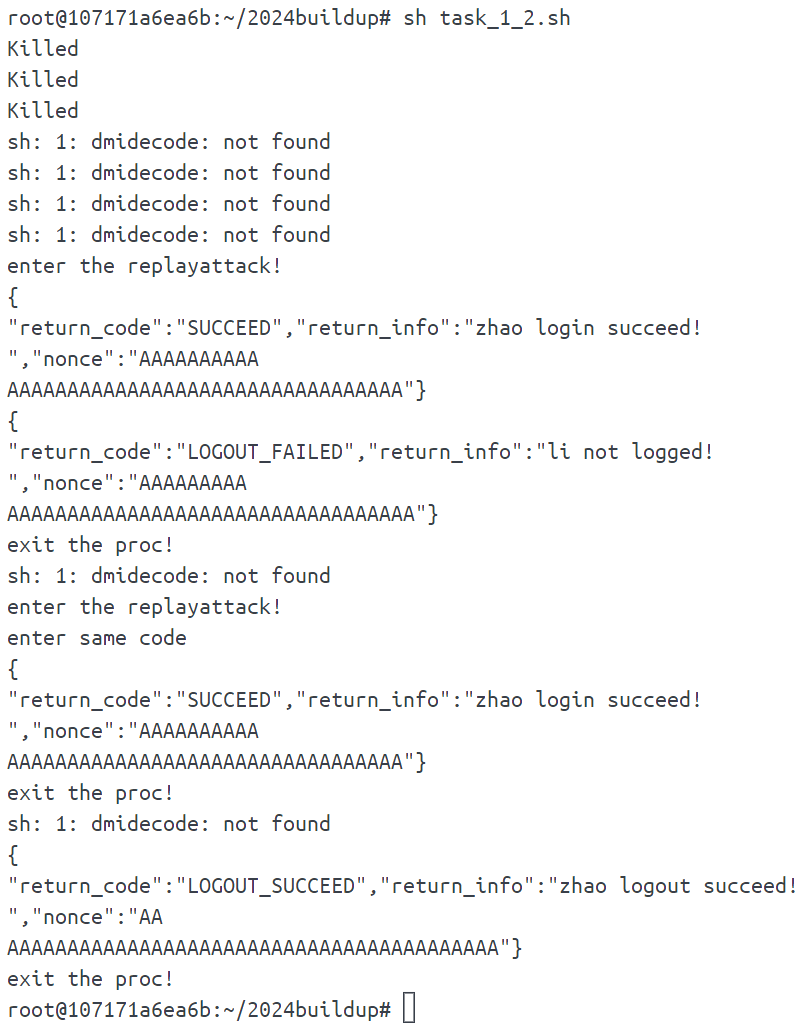 root@107171a6ea6b:~/2024buildup# sh task_1_2.sh
Killed
Killed
Killed
sh: 1: dmidecode: not found
sh: 1: dmidecode: not found
sh: 1: dmidecode: not found
sh: 1: dmidecode: not found
enter the replayattack!
{
"return_code":"SUCCEED","return_info":"zhao login succeed!
","nonce":"AAAAAAAAAA
AAAAAAAAAAAAAAAAAAAAAAAAAAAAAAAAA"}
{
"return_code":"LOGOUT_FAILED","return_info":"li not logged!
","nonce":"AAAAAAAAA
AAAAAAAAAAAAAAAAAAAAAAAAAAAAAAAAAA"}
exit the proc!
sh: 1: dmidecode: not found
enter the replayattack!
enter same code
{
"return_code":"SUCCEED","return_info":"zhao login succeed!
","nonce":"AAAAAAAAAA
AAAAAAAAAAAAAAAAAAAAAAAAAAAAAAAAA"}
exit the proc!
sh: 1: dmidecode: not found
{
"return_code":"LOGOUT_SUCCEED","return_info":"zhao logout succeed!
","nonce":"AA
AAAAAAAAAAAAAAAAAAAAAAAAAAAAAAAAAAAAAAAAA"}
exit the proc!
root@107171a6ea6b:~/2024buildup#